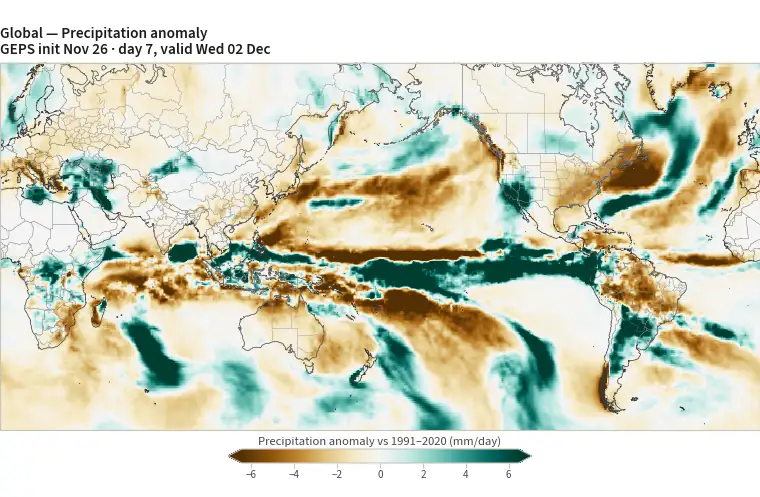 Global — Precipitation anomaly
GEPS init Nov 26 · day 7, valid Wed 02 Dec
Precipitation anomaly vs 1991–2020 (mm/day)
−6 −4 −2 0 2 4 6